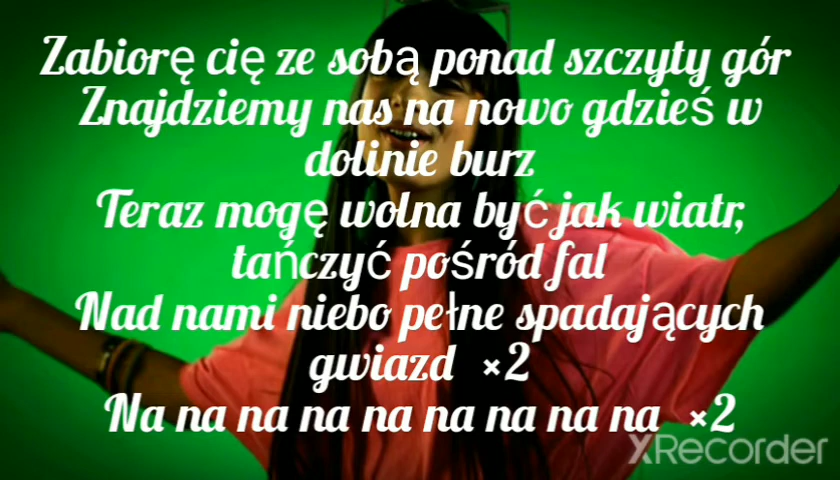 Zabiorę cię ze sobą ponad szczyty gór
Znajdziemy nas na nowo gdzieś w
dolinie burz
Teraz mogę wolna być jak wiatr,
tańczyć pośród fal
Nad nami niebo pełne spadających
gwiazd ×2
Na na na na na na na na na ×2
XRecorder